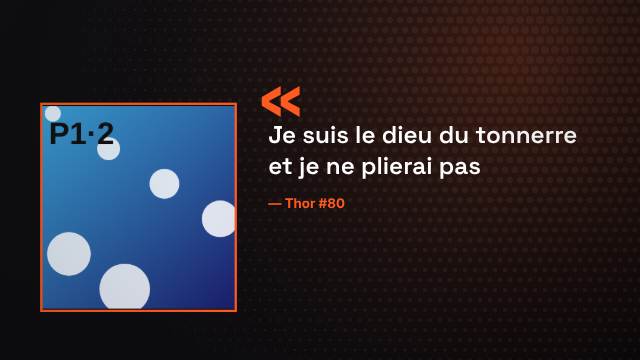 P1·2
«
Je suis le dieu du tonnerre
et je ne plierai pas
— Thor #80